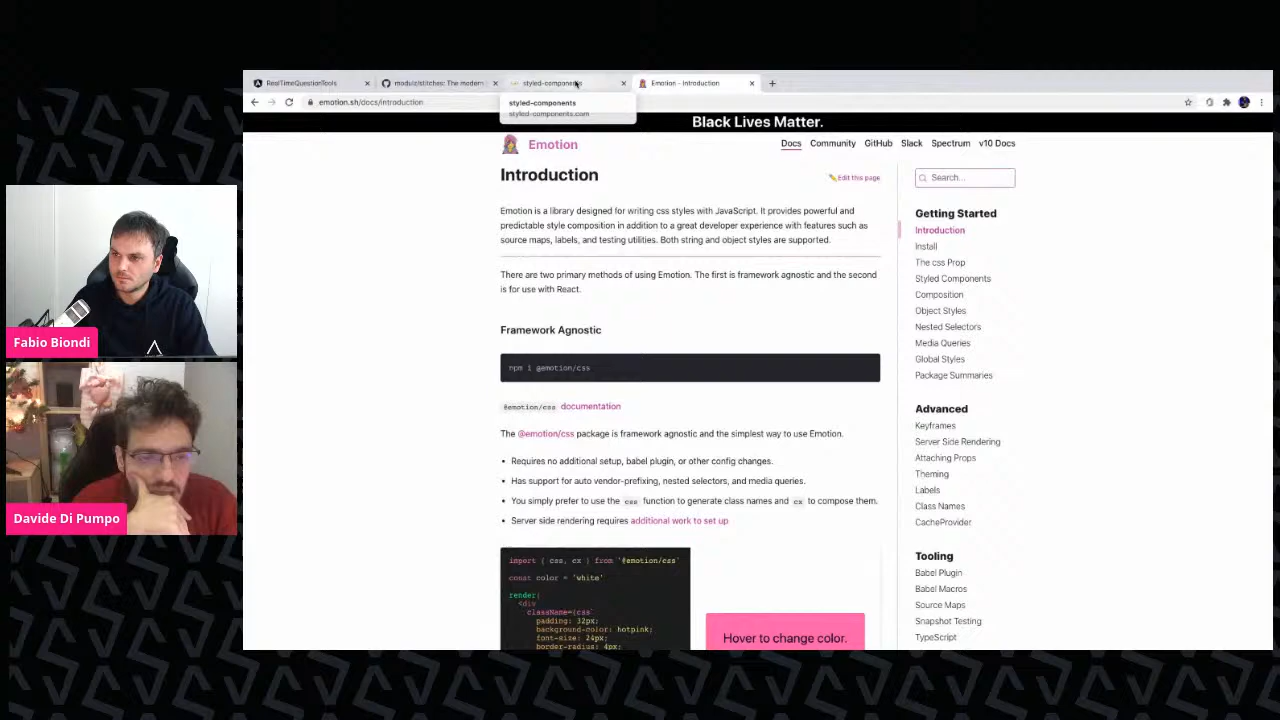 RealTimeQuestionTools
modulz/stitches: The modern
styled-components
Emotion – Introduction
emotion.sh/docs/introduction
styled-components
styled-components.com
Black Lives Matter.
Emotion
Docs
Community
GitHub
Slack
Spectrum
v10 Docs
Introduction
Edit this page
Search...
Emotion is a library designed for writing css styles with JavaScript. It provides powerful and
predictable style composition in addition to a great developer experience with features such as
source maps, labels, and testing utilities. Both string and object styles are supported.
There are two primary methods of using Emotion. The first is framework agnostic and the second
is for use with React.
Framework Agnostic
npm i @emotion/css
@emotion/css documentation
The @emotion/css package is framework agnostic and the simplest way to use Emotion.
• Requires no additional setup, babel plugin, or other config changes.
• Has support for auto vendor-prefixing, nested selectors, and media queries.
• You simply prefer to use the css function to generate class names and cx to compose them.
• Server side rendering requires additional work to set up
import { css, cx } from '@emotion/css'
const color = 'white'
render(
<div
className={css`
padding: 32px;
background-color: hotpink;
font-size: 24px;
border-radius: 4px;
Hover to change color.
Getting Started
Introduction
Install
The css Prop
Styled Components
Composition
Object Styles
Nested Selectors
Media Queries
Global Styles
Package Summaries
Advanced
Keyframes
Server Side Rendering
Attaching Props
Theming
Labels
Class Names
CacheProvider
Tooling
Babel Plugin
Babel Macros
Source Maps
Snapshot Testing
TypeScript
Fabio Biondi
Davide Di Pumpo